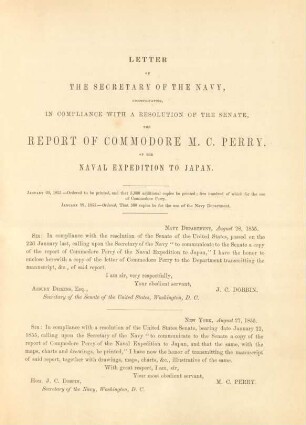 LETTER
OF
THE SECRETARY OF THE NAVY,
COMMUNICATING,
IN COMPLIANCE WITH A RESOLUTION OF THE SENATE,
THE
REPORT OF COMMODORE M. C. PERRY,
OF THE
NAVAL EXPEDITION TO JAPAN.
1855.—Ordered to be printed, and that 5,000 additional copies be printed; five hundred of which for the use
of Commodore Perry.
1855.—Ordered, That 500 copies be for the use of the Navy Department.
NAVY DEPARTMENT, August 28, 1855.
SIR: In compliance with the resolution of the Senate of the United States, passed on the
23d January last, calling upon the Secretary of the Navy "to communicate to the Senate a copy
of the report of Commodore Perry of the Naval Expedition to Japan," I have the honor to
enclose herewith a copy of the letter of Commodore Perry to the Department transmitting the
manuscript, &c., of said report.
I am sir, very respectfully,
Your obedient servant,
J. C. DOBBIN.
ASBURY DICKINS, Esq.,
Secretary of the Senate of the United States, Washington, D. C.
NEW YORK, August 27, 1855.
SIR: In compliance with a resolution of the United States Senate, bearing date January 22,
1855, calling upon the Secretary of the Navy "to communicate to the Senate a copy of the
report of Commodore Perry of the Naval Expedition to Japan, and that the same, with the
maps, charts and drawings, be printed," I have now the honor of transmitting the manuscript
of said report, together with drawings, maps, charts, &c., illustrative of the same.
With great respect, I am, sir,
Your most obedient servant,
M. C. PERRY.
Hon. J. C. DOBBIN,
Secretary of the Navy, Washington, D. C.